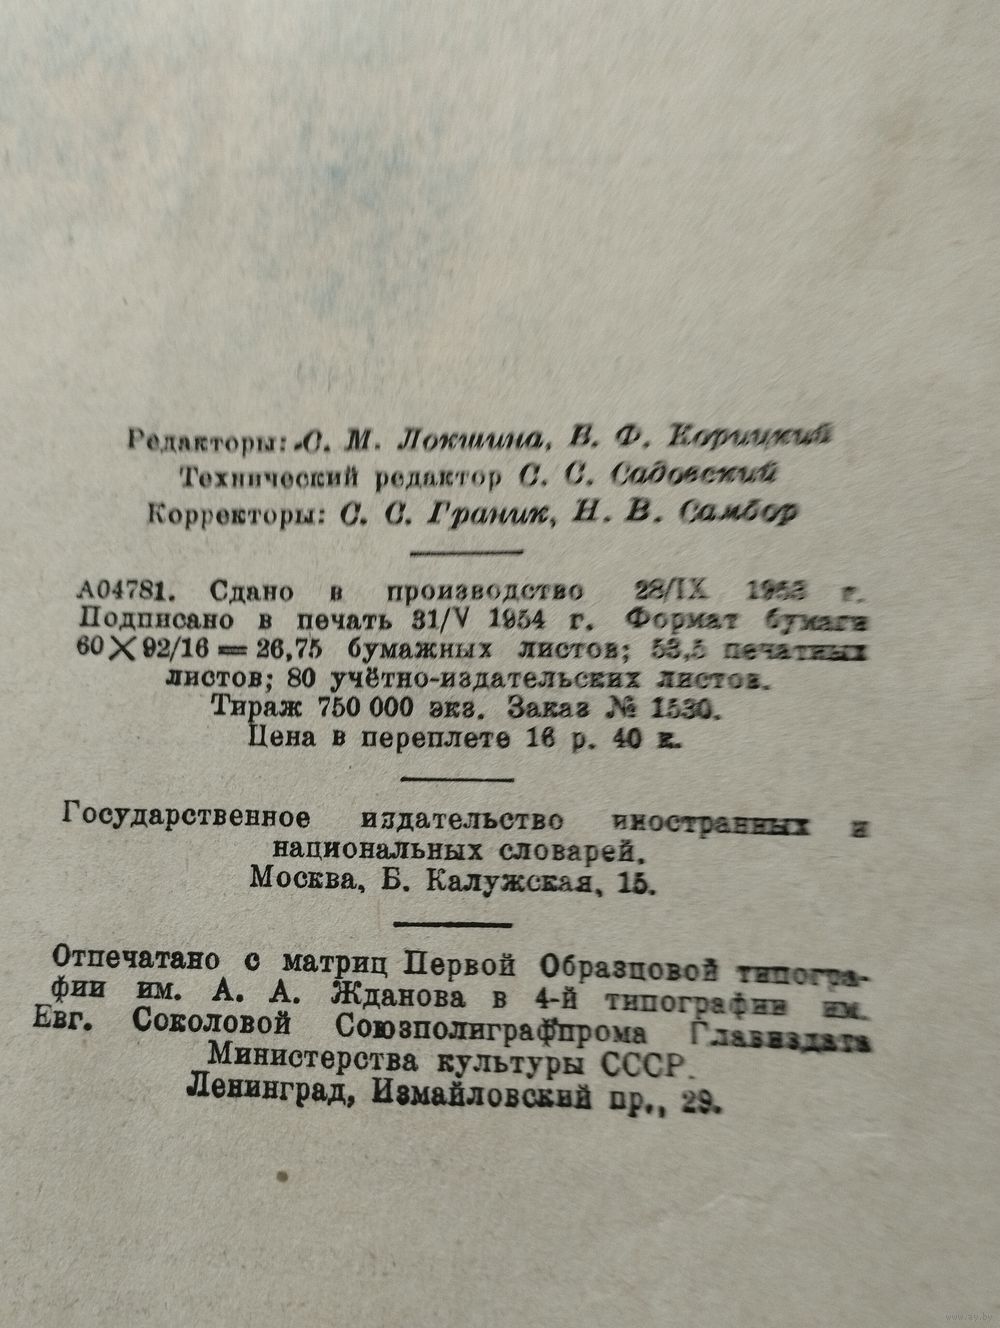 Редакторы: С. М. Локшина, В. Ф. Корицкий
Технический редактор С. С. Садовский
Корректоры: С. С. Граник, Н. В. Самбор
А04781. Сдано в производство 28/IX 1953 г.
Подписано в печать 31/V 1954 г. Формат бумаги
60×92/16 = 26,75 бумажных листов; 53,5 печатных
листов; 80 учётно-издательских листов.
Тираж 750 000 экз. Заказ № 1530.
Цена в переплете 16 р. 40 к.
Государственное издательство иностранных и
национальных словарей.
Москва, Б. Калужская, 15.
Отпечатано с матриц Первой Образцовой типогра-
фии им. А. А. Жданова в 4-й типографии им.
Евг. Соколовой Союзполиграфпрома Главиздата
Министерства культуры СССР.
Ленинград, Измайловский пр., 29.
www.ay.by